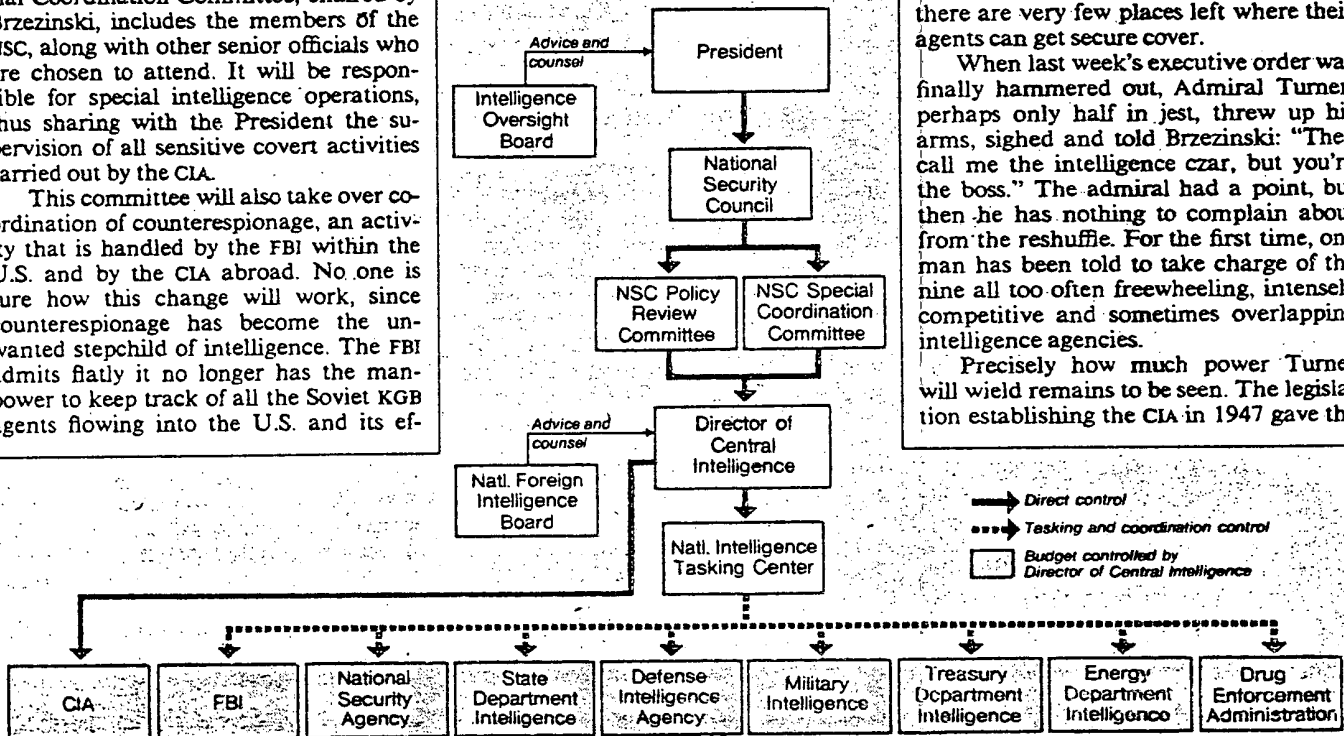 al Coordination Committee, chaired by
Brzezinski, includes the members of the
NSC, along with other senior officials who
re chosen to attend. It will be respon-
ible for special intelligence operations,
hus sharing with the President the su-
pervision of all sensitive covert activities
carried out by the CIA.
This committee will also take over co-
ordination of counterespionage, an activ-
ity that is handled by the FBI within the
U.S. and by the CIA abroad. No one is
ure how this change will work, since
ounterespionage has become the un-
wanted stepchild of intelligence. The FBI
admits flatly it no longer has the man-
power to keep track of all the Soviet KGB
agents flowing into the U.S. and its ef-
there are very few places left where thei
agents can get secure cover.
When last week's executive order wa
finally hammered out, Admiral Turner
perhaps only half in jest, threw up hi
arms, sighed and told Brzezinski: “The
call me the intelligence czar, but you'r
the boss.” The admiral had a point, bu
then he has nothing to complain abou
from the reshuffle. For the first time, on
man has been told to take charge of th
nine all too often freewheeling, intensel
competitive and sometimes overlappin
intelligence agencies.
Precisely how much power Turne
will wield remains to be seen. The legisla
tion establishing the CIA in 1947 gave th
President
Advice and
counsel
Intelligence
Oversight
Board
National
Security
Council
NSC Policy
Review
Committee
NSC Special
Coordination
Committee
Director of
Central
Intelligence
Advice and
counsel
Natl. Foreign
Intelligence
Board
Natl. Intelligence
Tasking Center
Direct control
Tasking and coordination control
Budget controlled by
Director of Central Intelligence
CIA
FBI
National
Security
Agency
State
Department
Intelligence
Defense
Intelligence
Agency
Military
Intelligence
Treasury
Department
Intelligence
Energy
Department
Intelligence
Drug
Enforcement
Administration